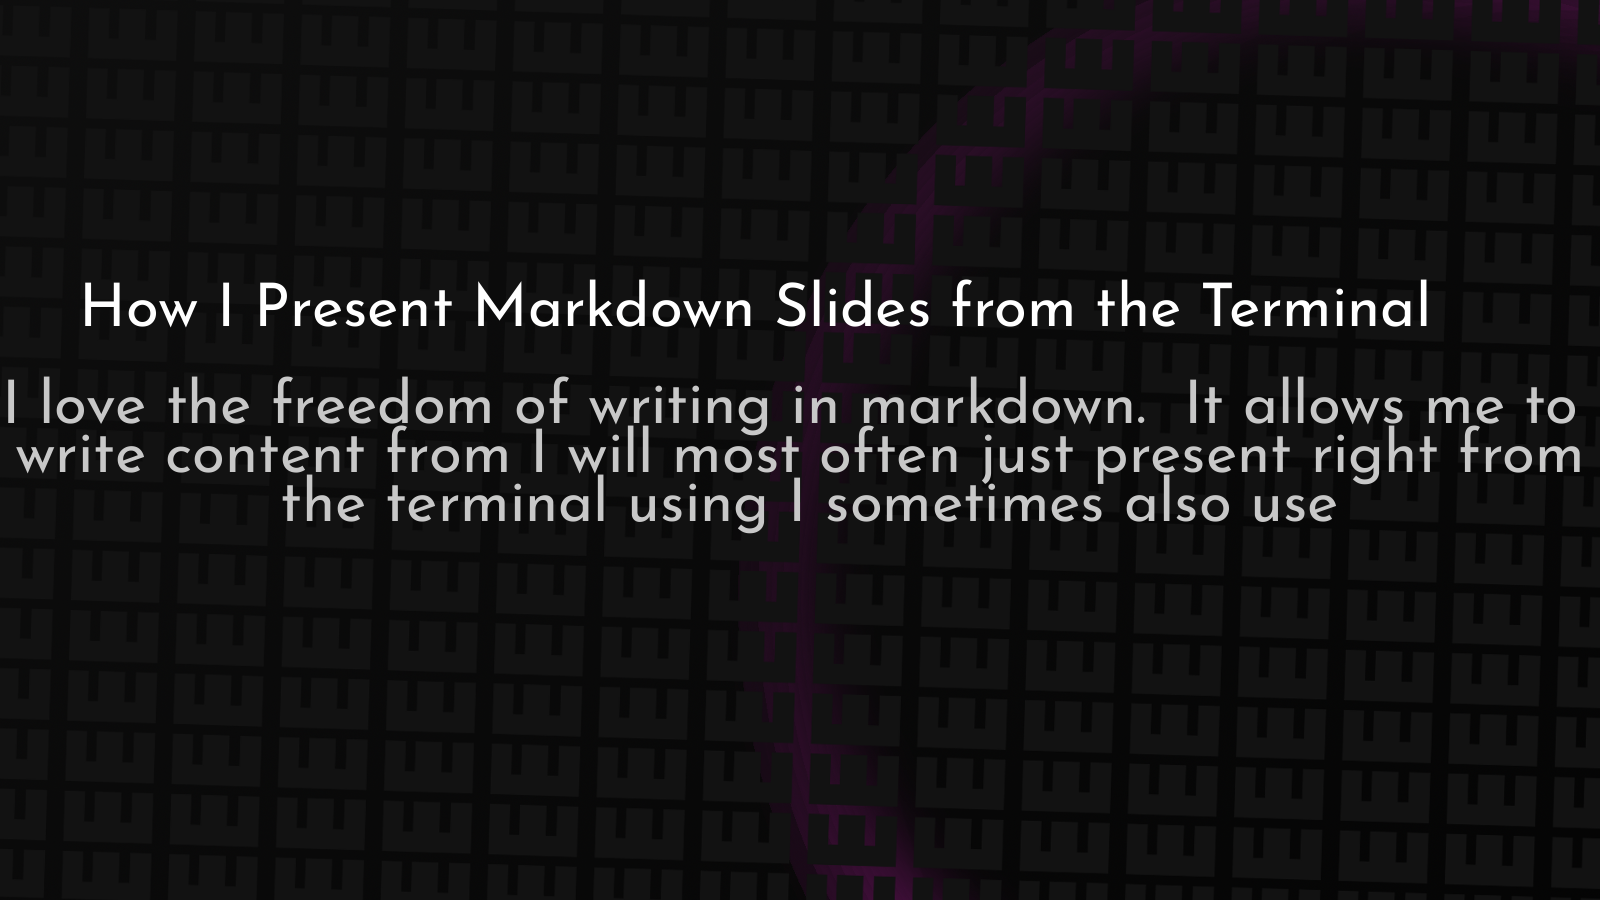 How I Present Markdown Slides from the Terminal
I love the freedom of writing in markdown.  It allows me to
write content from I will most often just present right from
the terminal using I sometimes also use